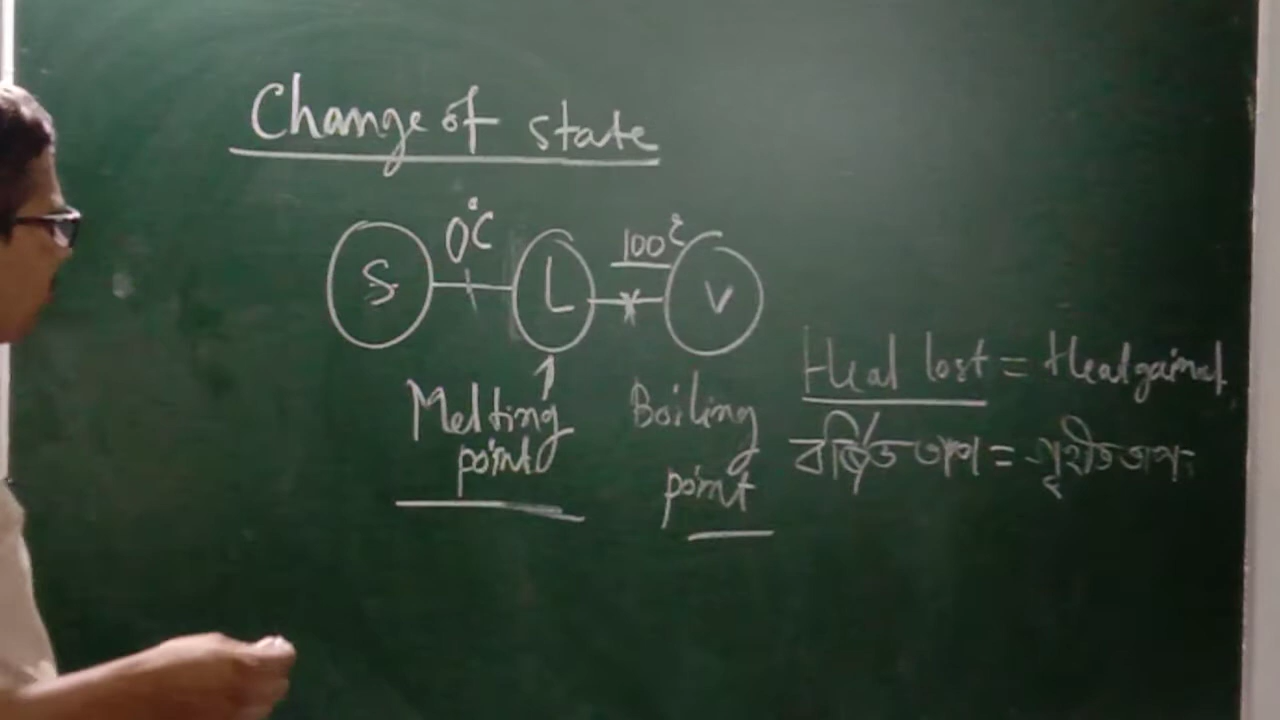 Change of state
S 0°C L 100°C V
Melting point
Boiling point
Heat lost = Heat gained
বর্জিত তাপ = গৃহীত তাপ